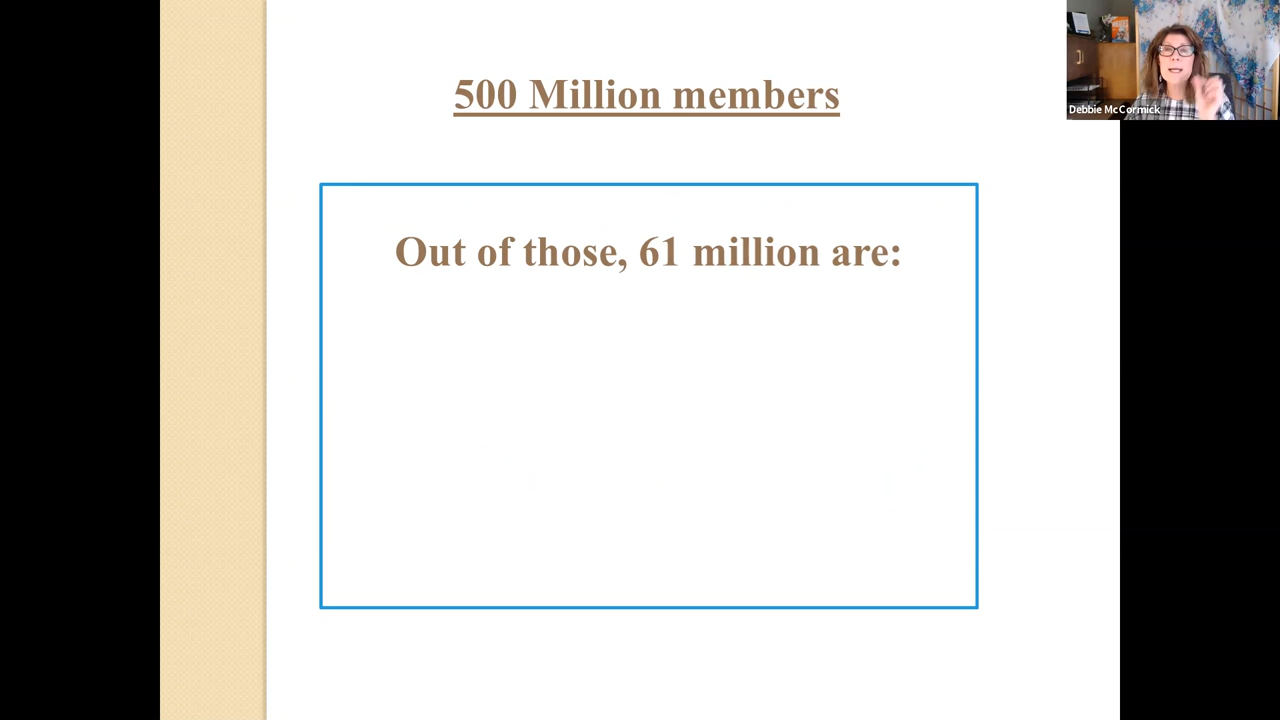 500 Million members
Debbie McCormick
Out of those, 61 million are: